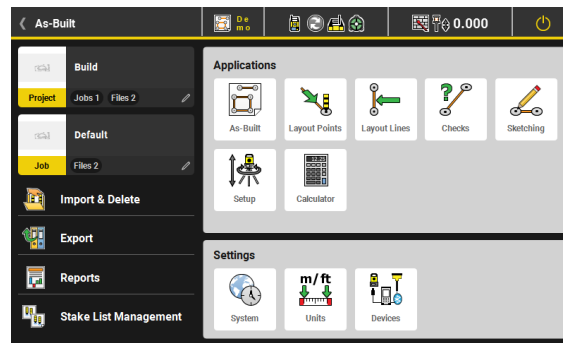 As-Built
De
mo
0.000
Build
Project Jobs 1 Files 2
Default
Job Files 2
Import & Delete
Export
Reports
Stake List Management
Applications
As-Built Layout Points Layout Lines Checks Sketching
Setup Calculator
Settings
m/ft
System Units Devices